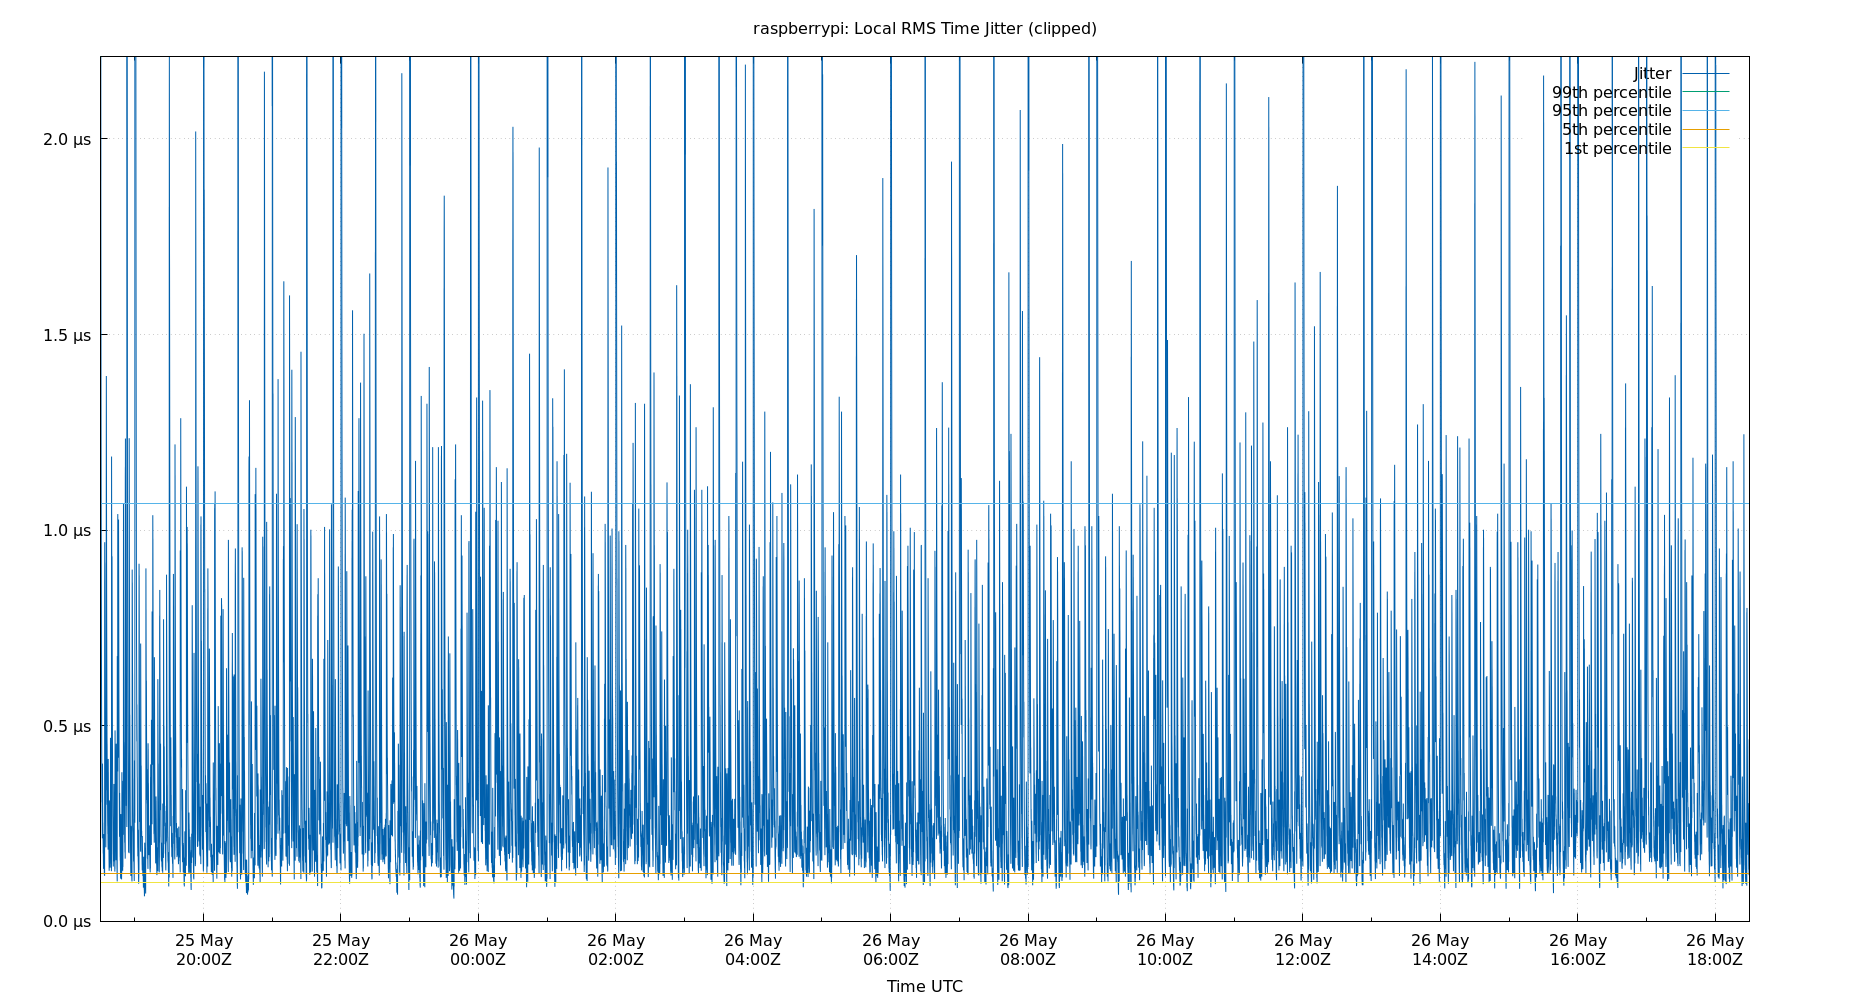 raspberrypi: Local RMS Time Jitter (clipped)
Jitter
99th percentile
95th percentile
5th percentile
1st percentile
2.0 µs
1.5 µs
1.0 µs
0.5 µs
0.0 µs
25 May 25 May 26 May 26 May 26 May 26 May 26 May 26 May 26 May 26 May 26 May 26 May
20:00Z 22:00Z 00:00Z 02:00Z 04:00Z 06:00Z 08:00Z 10:00Z 12:00Z 14:00Z 16:00Z 18:00Z
Time UTC